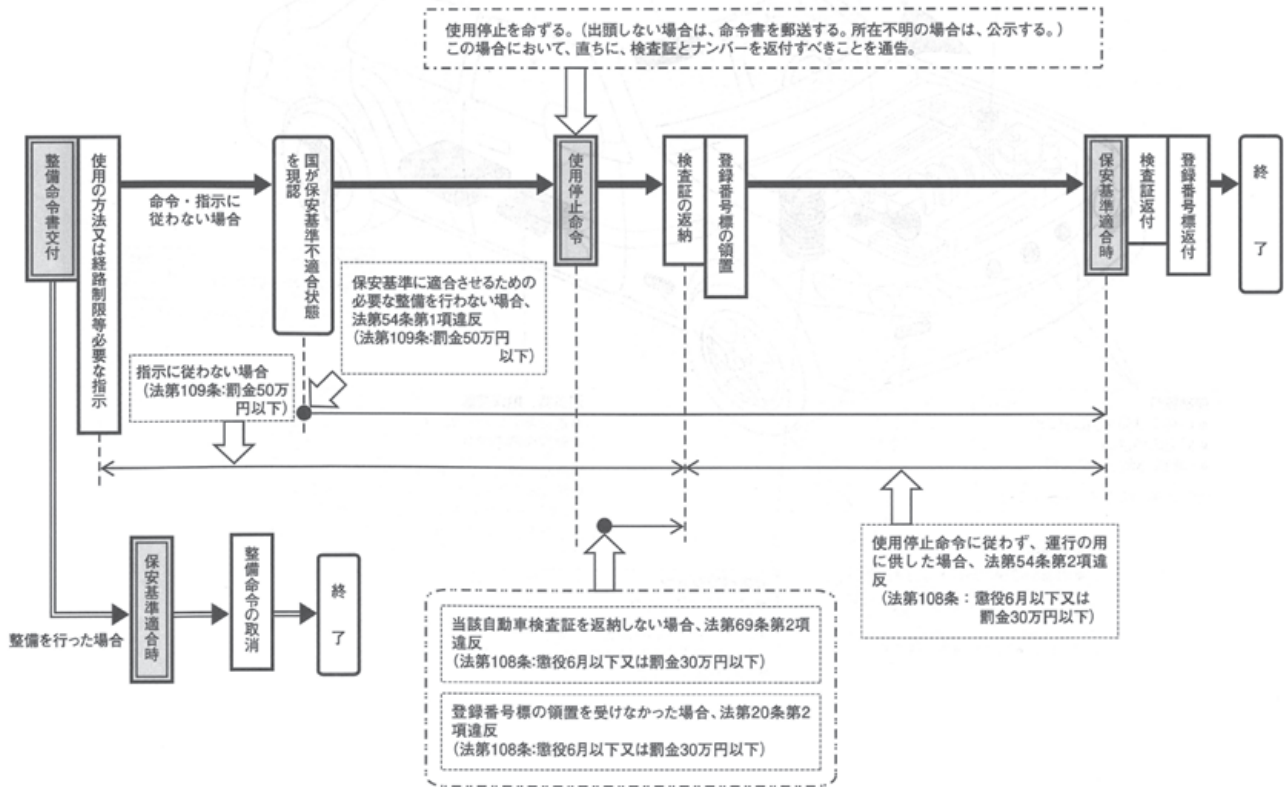 使用停止を命ずる。(出頭しない場合は、命令書を郵送する。所在不明の場合は、公示する。)
この場合において、直ちに、検査証とナンバーを返付すべきことを通告。
整備命令書交付
使用の方法又は経路制限等必要な指示
命令・指示に
従わない場合
国が保安基準不適合状態
を現認
使用停止命令
検査証の返納
登録番号標の領置
保安基準適合時
検査証返付
登録番号標返付
終了
保安基準に適合させるための
必要な整備を行わない場合、
法第54条第1項違反
(法第109条:罰金50万円
以下)
指示に従わない場合
(法第109条:罰金50万
円以下)
使用停止命令に従わず、運行の用
に供した場合、法第54条第2項違
反
(法第108条:懲役6月以下又は
罰金30万円以下)
整備を行った場合
保安基準適合時
整備命令の取消
終了
当該自動車検査証を返納しない場合、法第69条第2項
違反
(法第108条:懲役6月以下又は罰金30万円以下)
登録番号標の領置を受けなかった場合、法第20条第2
項違反
(法第108条:懲役6月以下又は罰金30万円以下)